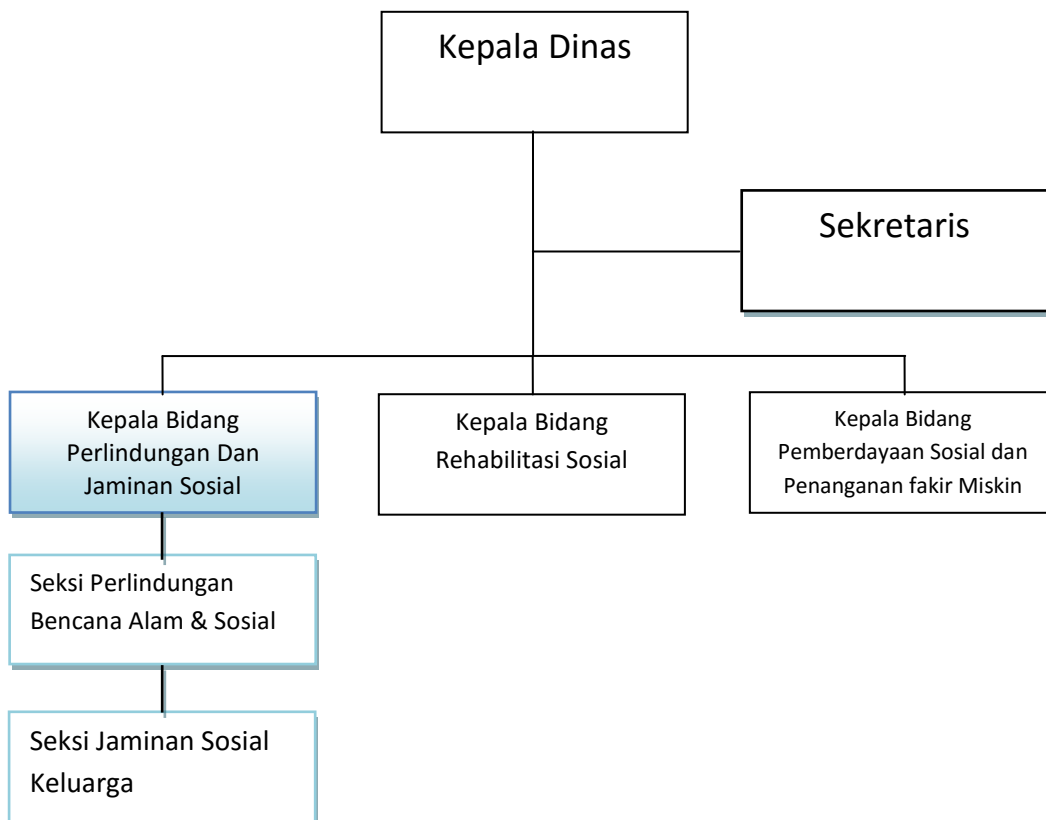 Kepala Dinas
Sekretaris
Kepala Bidang
Perlindungan Dan
Jaminan Sosial
Kepala Bidang
Rehabilitasi Sosial
Kepala Bidang
Pemberdayaan Sosial dan
Penanganan fakir Miskin
Seksi Perlindungan
Bencana Alam & Sosial
Seksi Jaminan Sosial
Keluarga